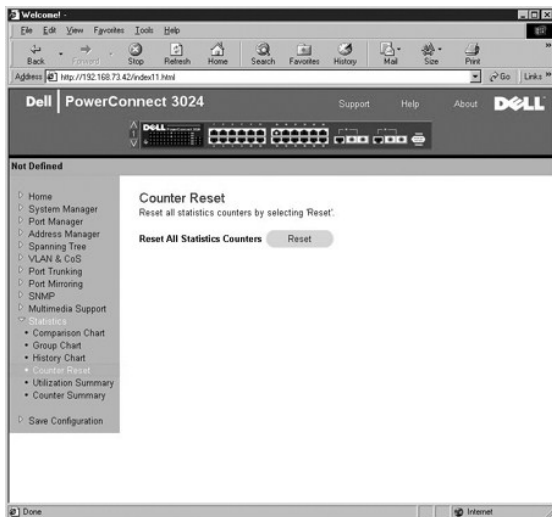 Welcome! -
File Edit View Favorites Tools Help
Back Forward Stop Refresh Home Search Favorites History Mail Size Print
Address http://192.168.73.42/index11.html Go Links »
Dell | PowerConnect 3024 Support Help About DELL
DELL
Not Defined
Home
System Manager
Port Manager
Address Manager
Spanning Tree
VLAN & CoS
Port Trunking
Port Mirroring
SNMP
Multimedia Support
Statistics
• Comparison Chart
• Group Chart
• History Chart
• Counter Reset
• Utilization Summary
• Counter Summary
Save Configuration
Counter Reset
Reset all statistics counters by selecting 'Reset'.
Reset All Statistics Counters Reset
Done Internet